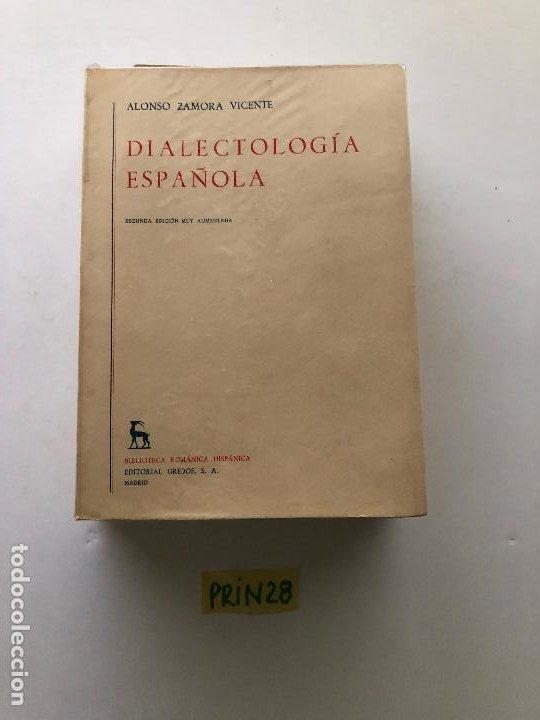 ALONSO ZAMORA VICENTE
DIALECTOLOGÍA
ESPAÑOLA
SEGUNDA EDICIÓN MUY AUMENTADA
BIBLIOTECA ROMÁNICA HISPÁNICA
EDITORIAL GREDOS, S. A.
MADRID
PRIN28
todocoleccion